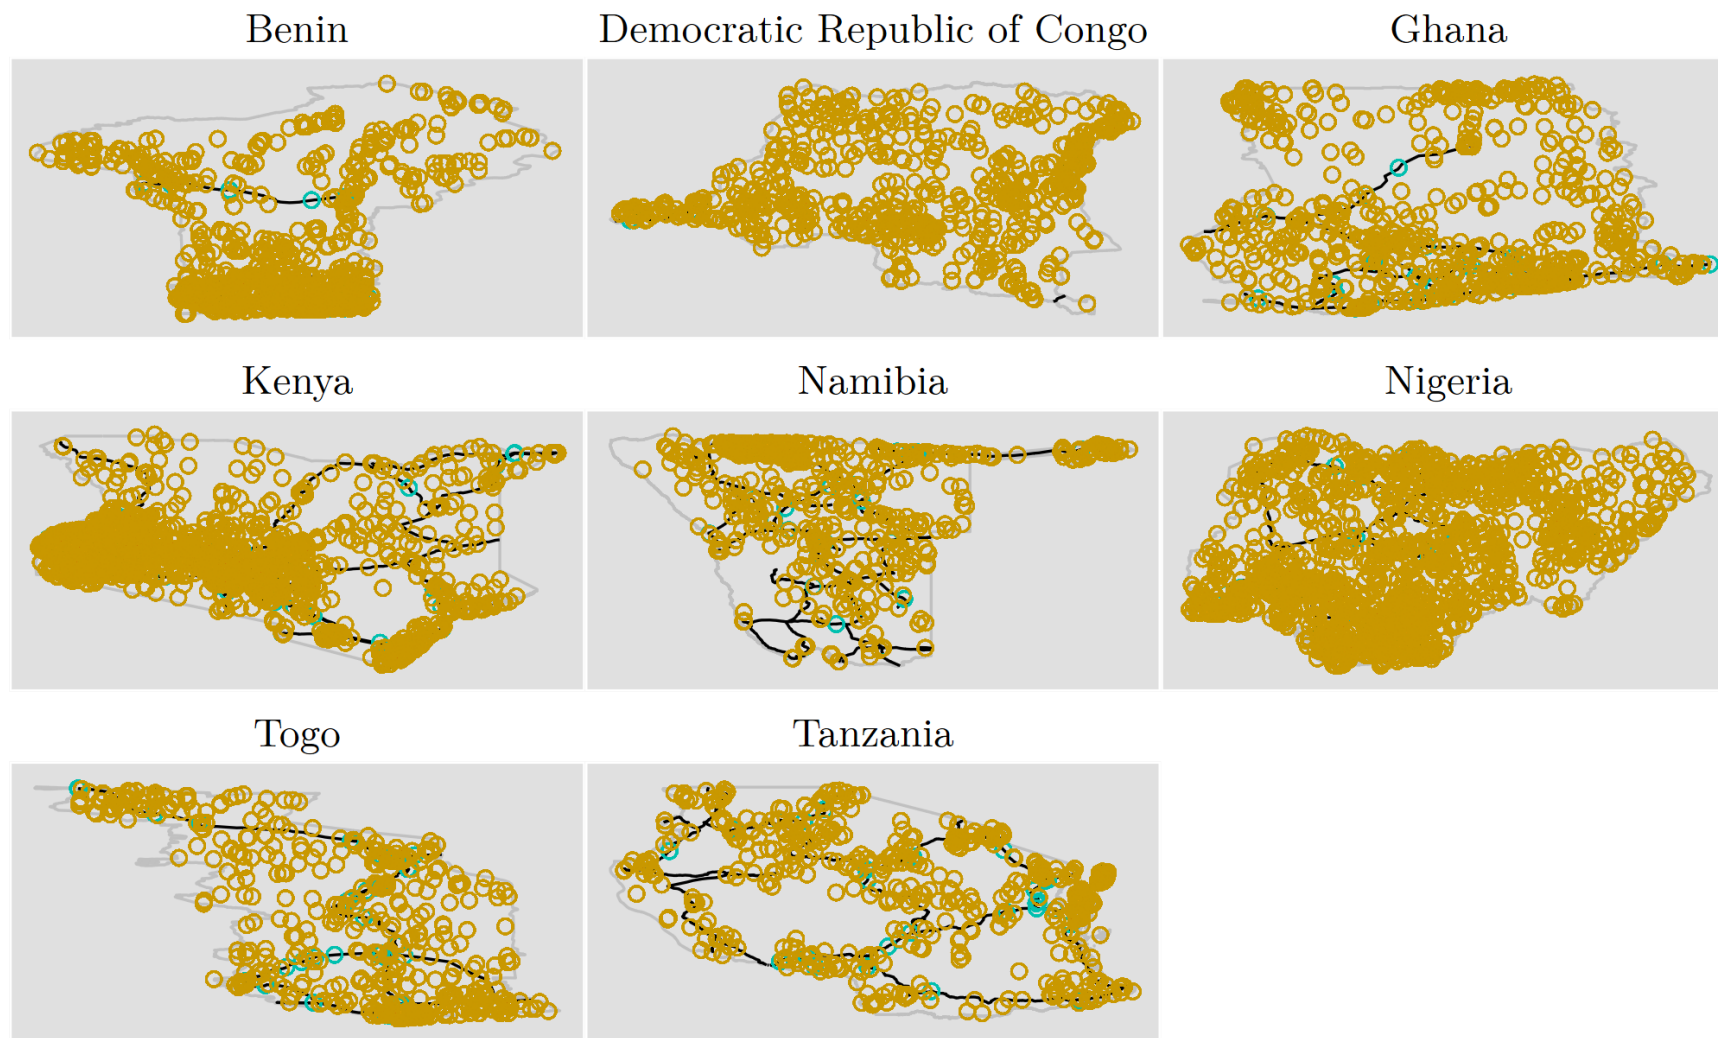 Benin
Democratic Republic of Congo
Ghana
Kenya
Namibia
Nigeria
Togo
Tanzania